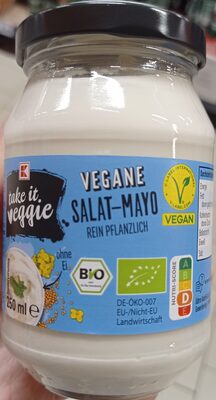 K
take it
veggie
VEGANE
SALAT-MAYO
REIN PFLANZLICH
ohne
Ei
VEGAN
Bio
250 ml e
DE-ÖKO-007
EU-/Nicht-EU
Landwirtschaft
NUTRI-SCORE
A
B
C
D
E